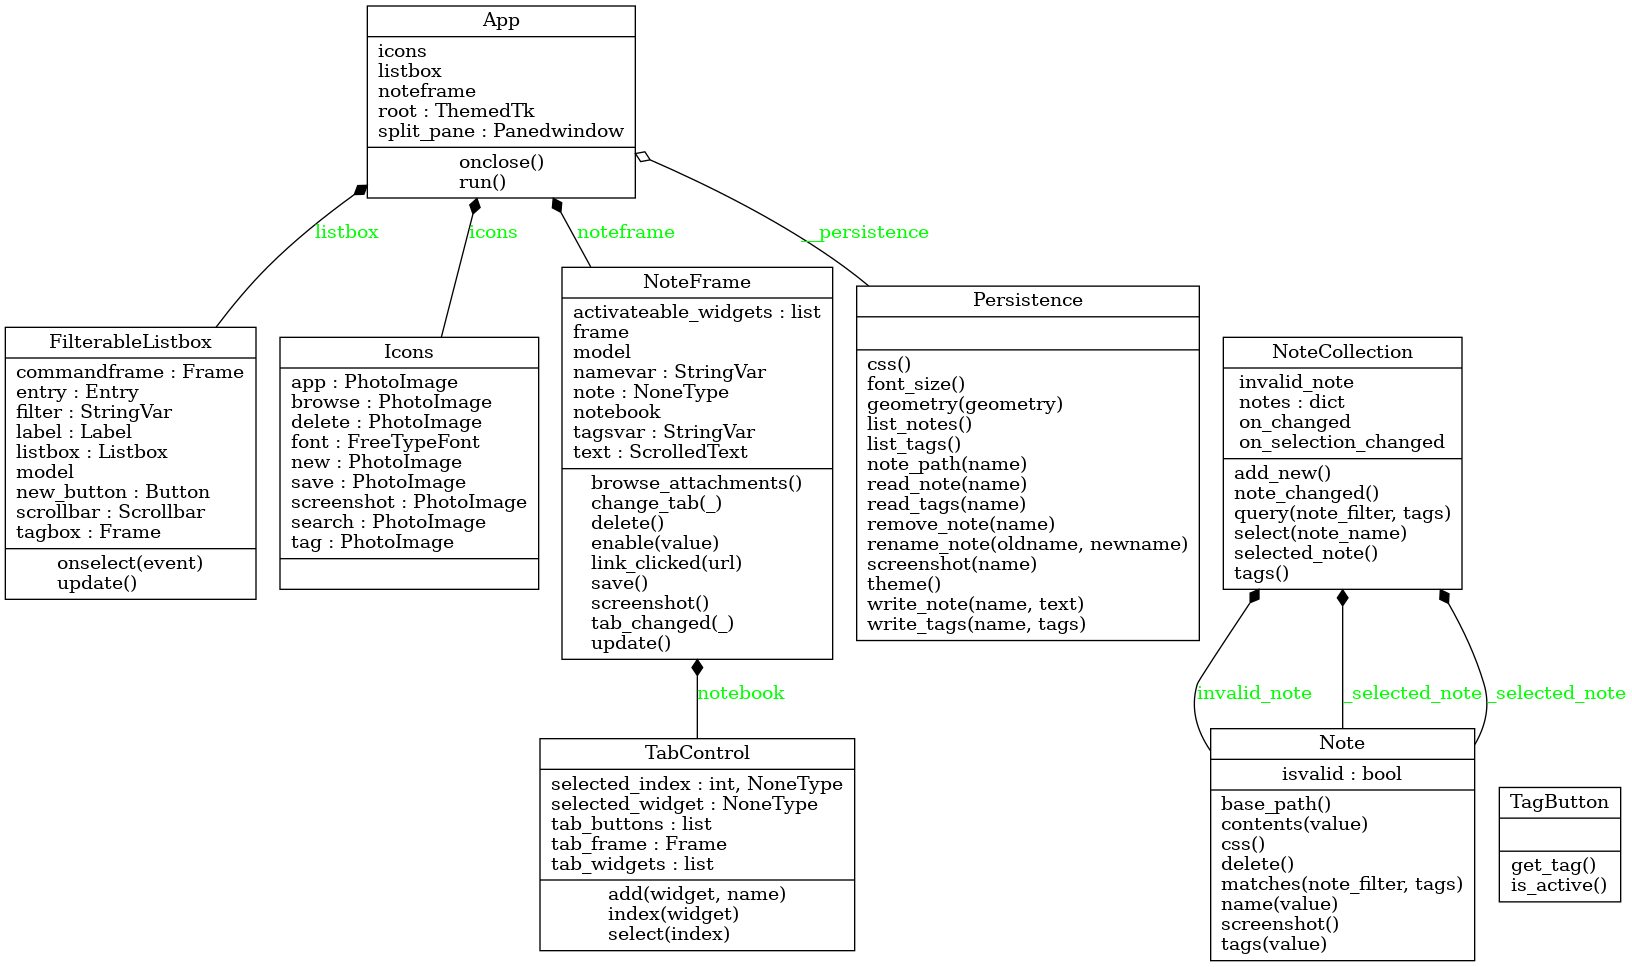 App
icons
listbox
noteframe
root : ThemedTk
split_pane : Panedwindow
onclose()
run()
listbox
icons
noteframe
__persistence
FilterableListbox
commandframe : Frame
entry : Entry
filter : StringVar
label : Label
listbox : Listbox
model
new_button : Button
scrollbar : Scrollbar
tagbox : Frame
onselect(event)
update()
Icons
app : PhotoImage
browse : PhotoImage
delete : PhotoImage
font : FreeTypeFont
new : PhotoImage
save : PhotoImage
screenshot : PhotoImage
search : PhotoImage
tag : PhotoImage
NoteFrame
activateable_widgets : list
frame
model
namevar : StringVar
note : NoneType
notebook
tagsvar : StringVar
text : ScrolledText
browse_attachments()
change_tab(_)
delete()
enable(value)
link_clicked(url)
save()
screenshot()
tab_changed(_)
update()
Persistence
css()
font_size()
geometry(geometry)
list_notes()
list_tags()
note_path(name)
read_note(name)
read_tags(name)
remove_note(name)
rename_note(oldname, newname)
screenshot(name)
theme()
write_note(name, text)
write_tags(name, tags)
NoteCollection
invalid_note
notes : dict
on_changed
on_selection_changed
add_new()
note_changed()
query(note_filter, tags)
select(note_name)
selected_note()
tags()
notebook
invalid_note
_selected_note
_selected_note
TabControl
selected_index : int, NoneType
selected_widget : NoneType
tab_buttons : list
tab_frame : Frame
tab_widgets : list
add(widget, name)
index(widget)
select(index)
Note
isvalid : bool
base_path()
contents(value)
css()
delete()
matches(note_filter, tags)
name(value)
screenshot()
tags(value)
TagButton
get_tag()
is_active()